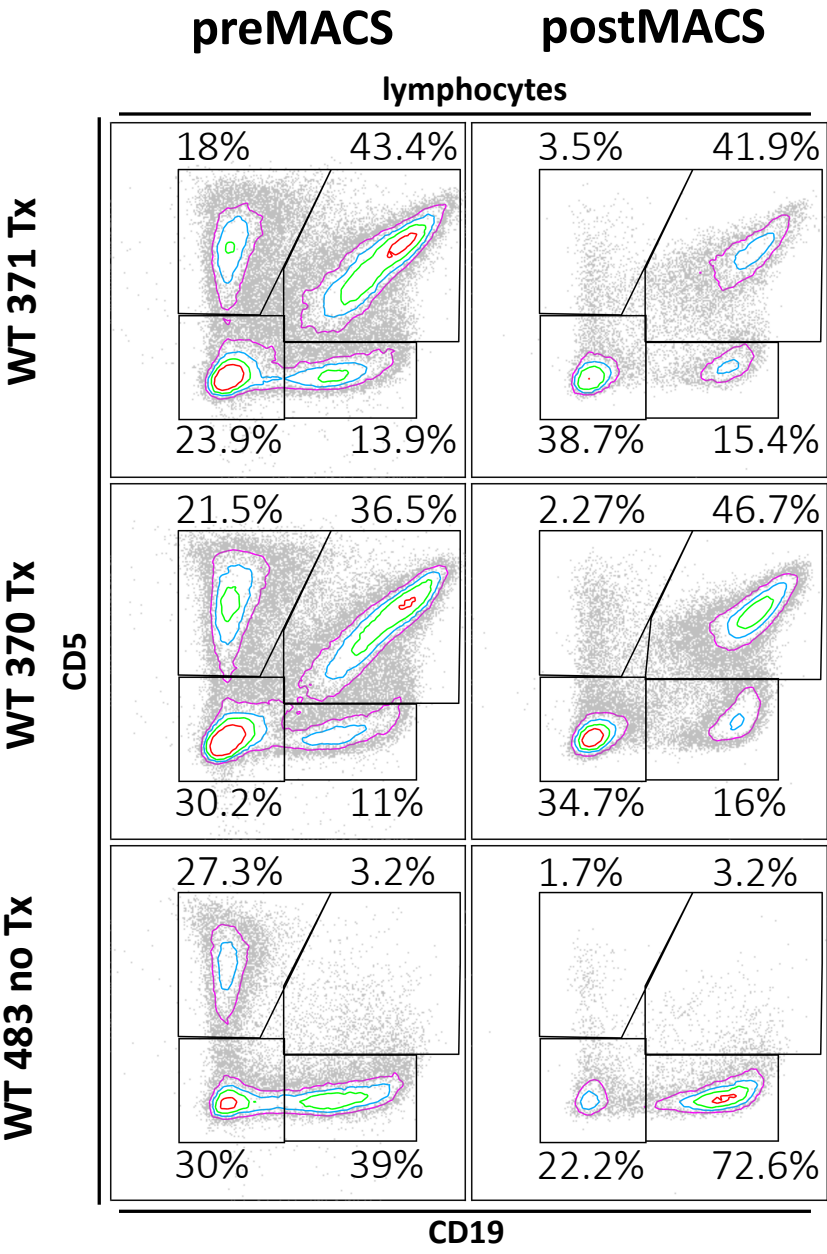 preMACS postMACS
lymphocytes
WT 371 Tx
18% 43.4% 3.5% 41.9%
23.9% 13.9% 38.7% 15.4%
WT 370 Tx
21.5% 36.5% 2.27% 46.7%
CD5
30.2% 11% 34.7% 16%
WT 483 no Tx
27.3% 3.2% 1.7% 3.2%
30% 39% 22.2% 72.6%
CD19